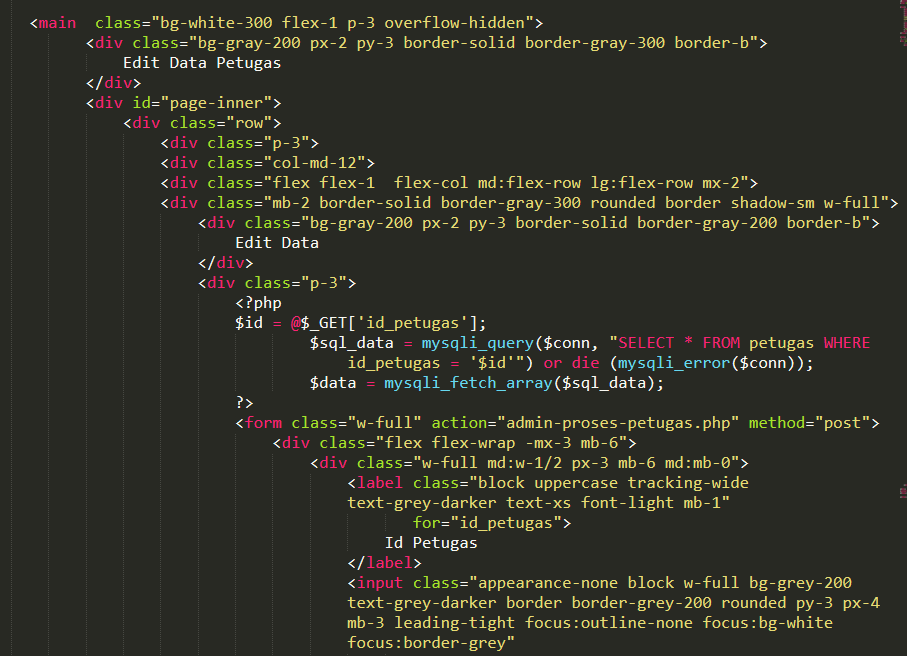 <main  class="bg-white-300 flex-1 p-3 overflow-hidden">
<div class="bg-gray-200 px-2 py-3 border-solid border-gray-300 border-b">
Edit Data Petugas
</div>
<div id="page-inner">
<div class="row">
<div class="p-3">
<div class="col-md-12">
<div class="flex flex-1  flex-col md:flex-row lg:flex-row mx-2">
<div class="mb-2 border-solid border-gray-300 rounded border shadow-sm w-full">
<div class="bg-gray-200 px-2 py-3 border-solid border-gray-200 border-b">
Edit Data
</div>
<div class="p-3">
<?php
$id = @$_GET['id_petugas'];
$sql_data = mysqli_query($conn, "SELECT * FROM petugas WHERE
id_petugas = '$id'") or die (mysqli_error($conn));
$data = mysqli_fetch_array($sql_data);
?>
<form class="w-full" action="admin-proses-petugas.php" method="post">
<div class="flex flex-wrap -mx-3 mb-6">
<div class="w-full md:w-1/2 px-3 mb-6 md:mb-0">
<label class="block uppercase tracking-wide
text-grey-darker text-xs font-light mb-1"
for="id_petugas">
Id Petugas
</label>
<input class="appearance-none block w-full bg-grey-200
text-grey-darker border border-grey-200 rounded py-3 px-4
mb-3 leading-tight focus:outline-none focus:bg-white
focus:border-grey"